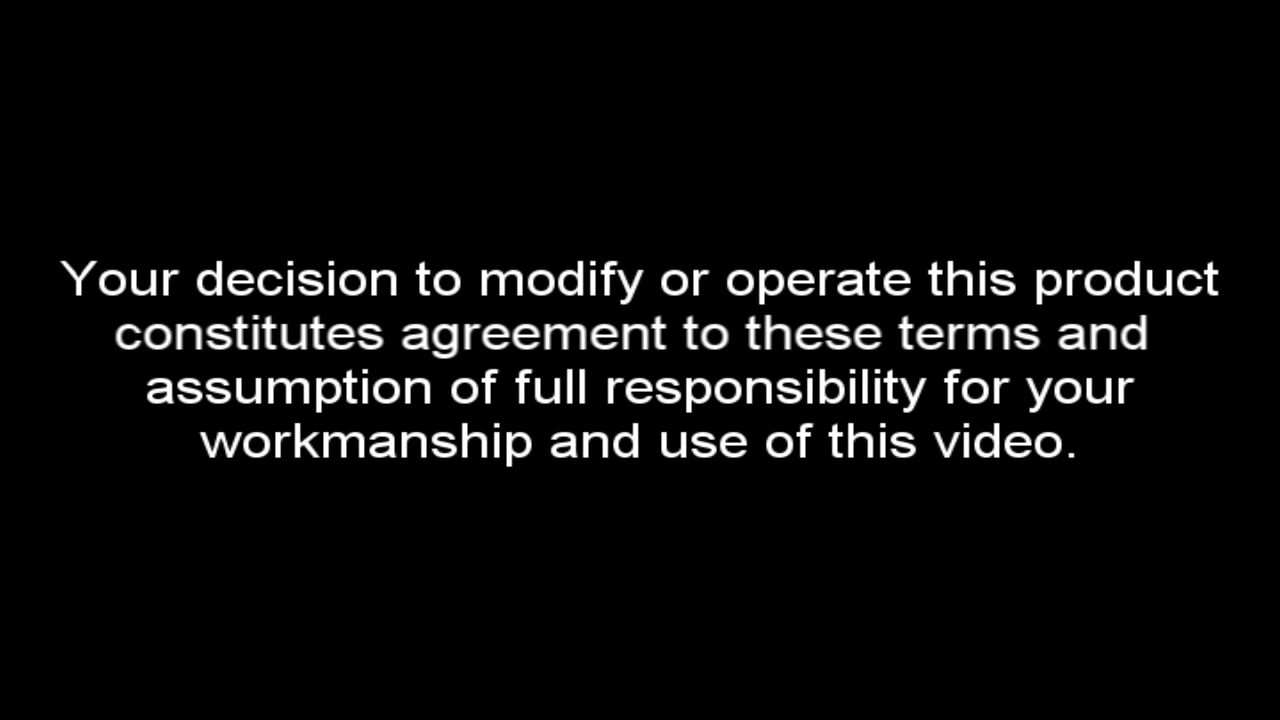 Your decision to modify or operate this product
constitutes agreement to these terms and
assumption of full responsibility for your
workmanship and use of this video.